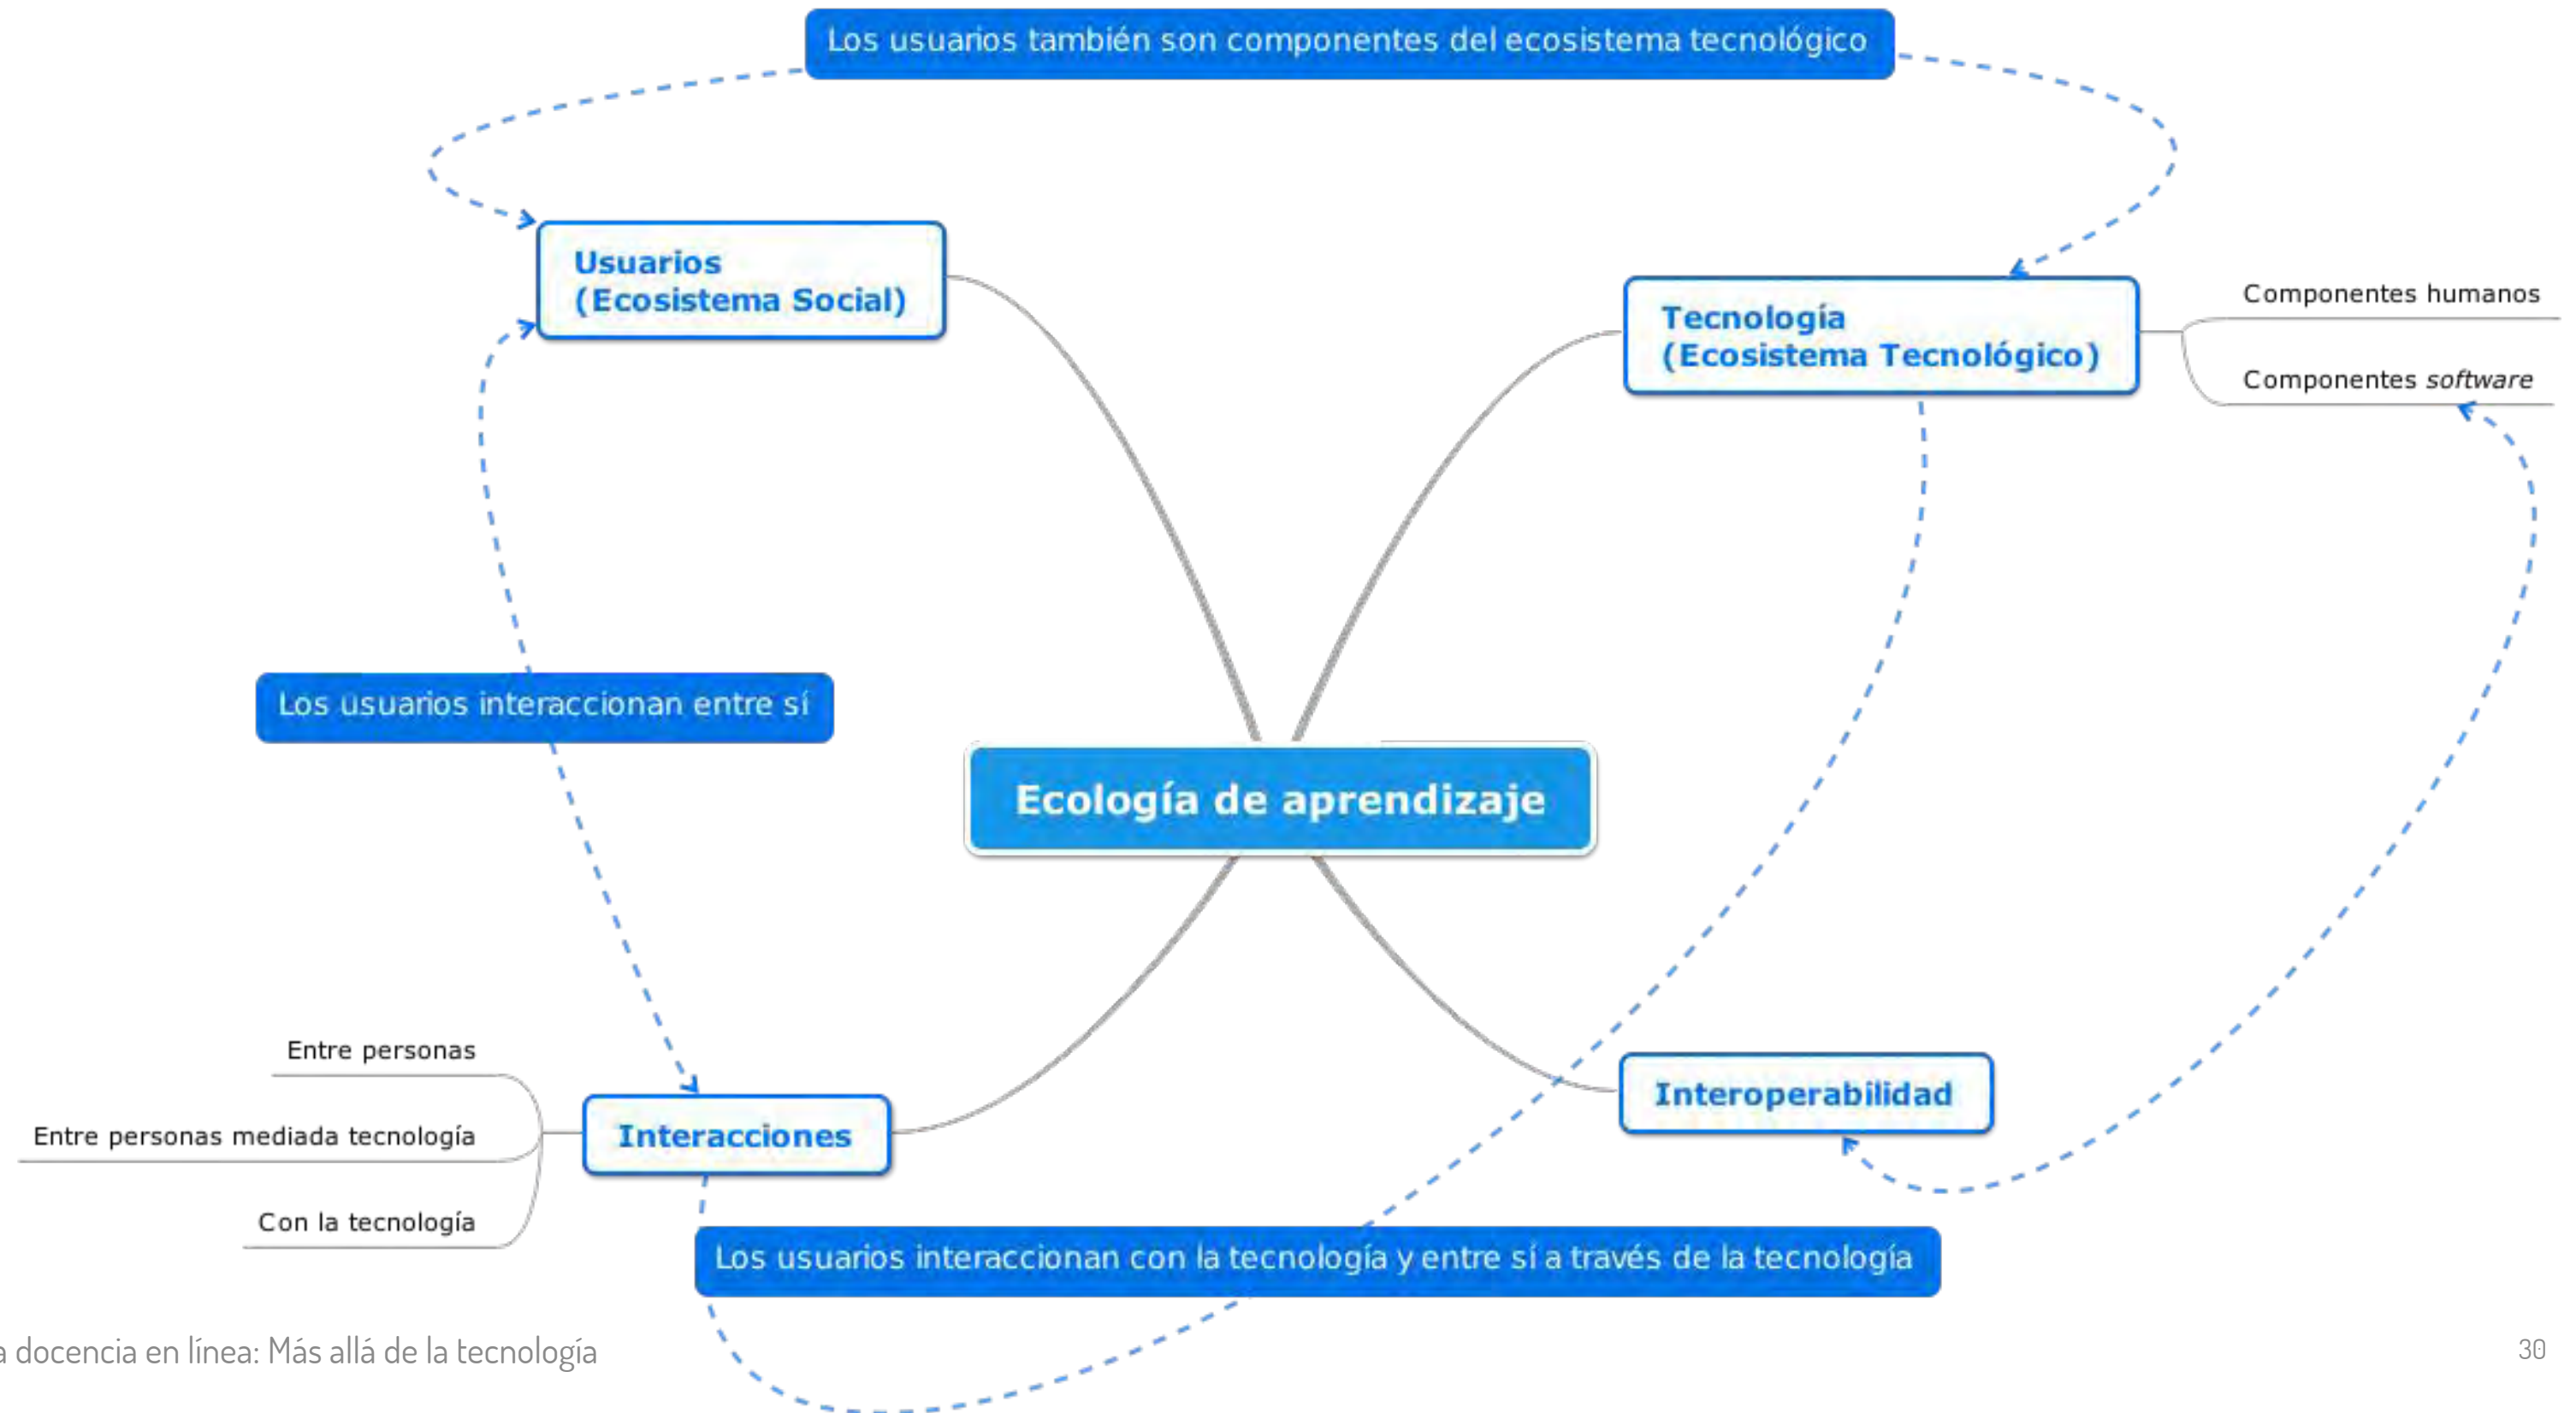 Los usuarios también son componentes del ecosistema tecnológico
Usuarios
(Ecosistema Social)
Tecnología
(Ecosistema Tecnológico)
Componentes humanos
Componentes software
Los usuarios interaccionan entre sí
Ecología de aprendizaje
Entre personas
Entre personas mediada tecnología
Con la tecnología
Interacciones
Interoperabilidad
Los usuarios interaccionan con la tecnología y entre sí a través de la tecnología
a docencia en línea: Más allá de la tecnología
30